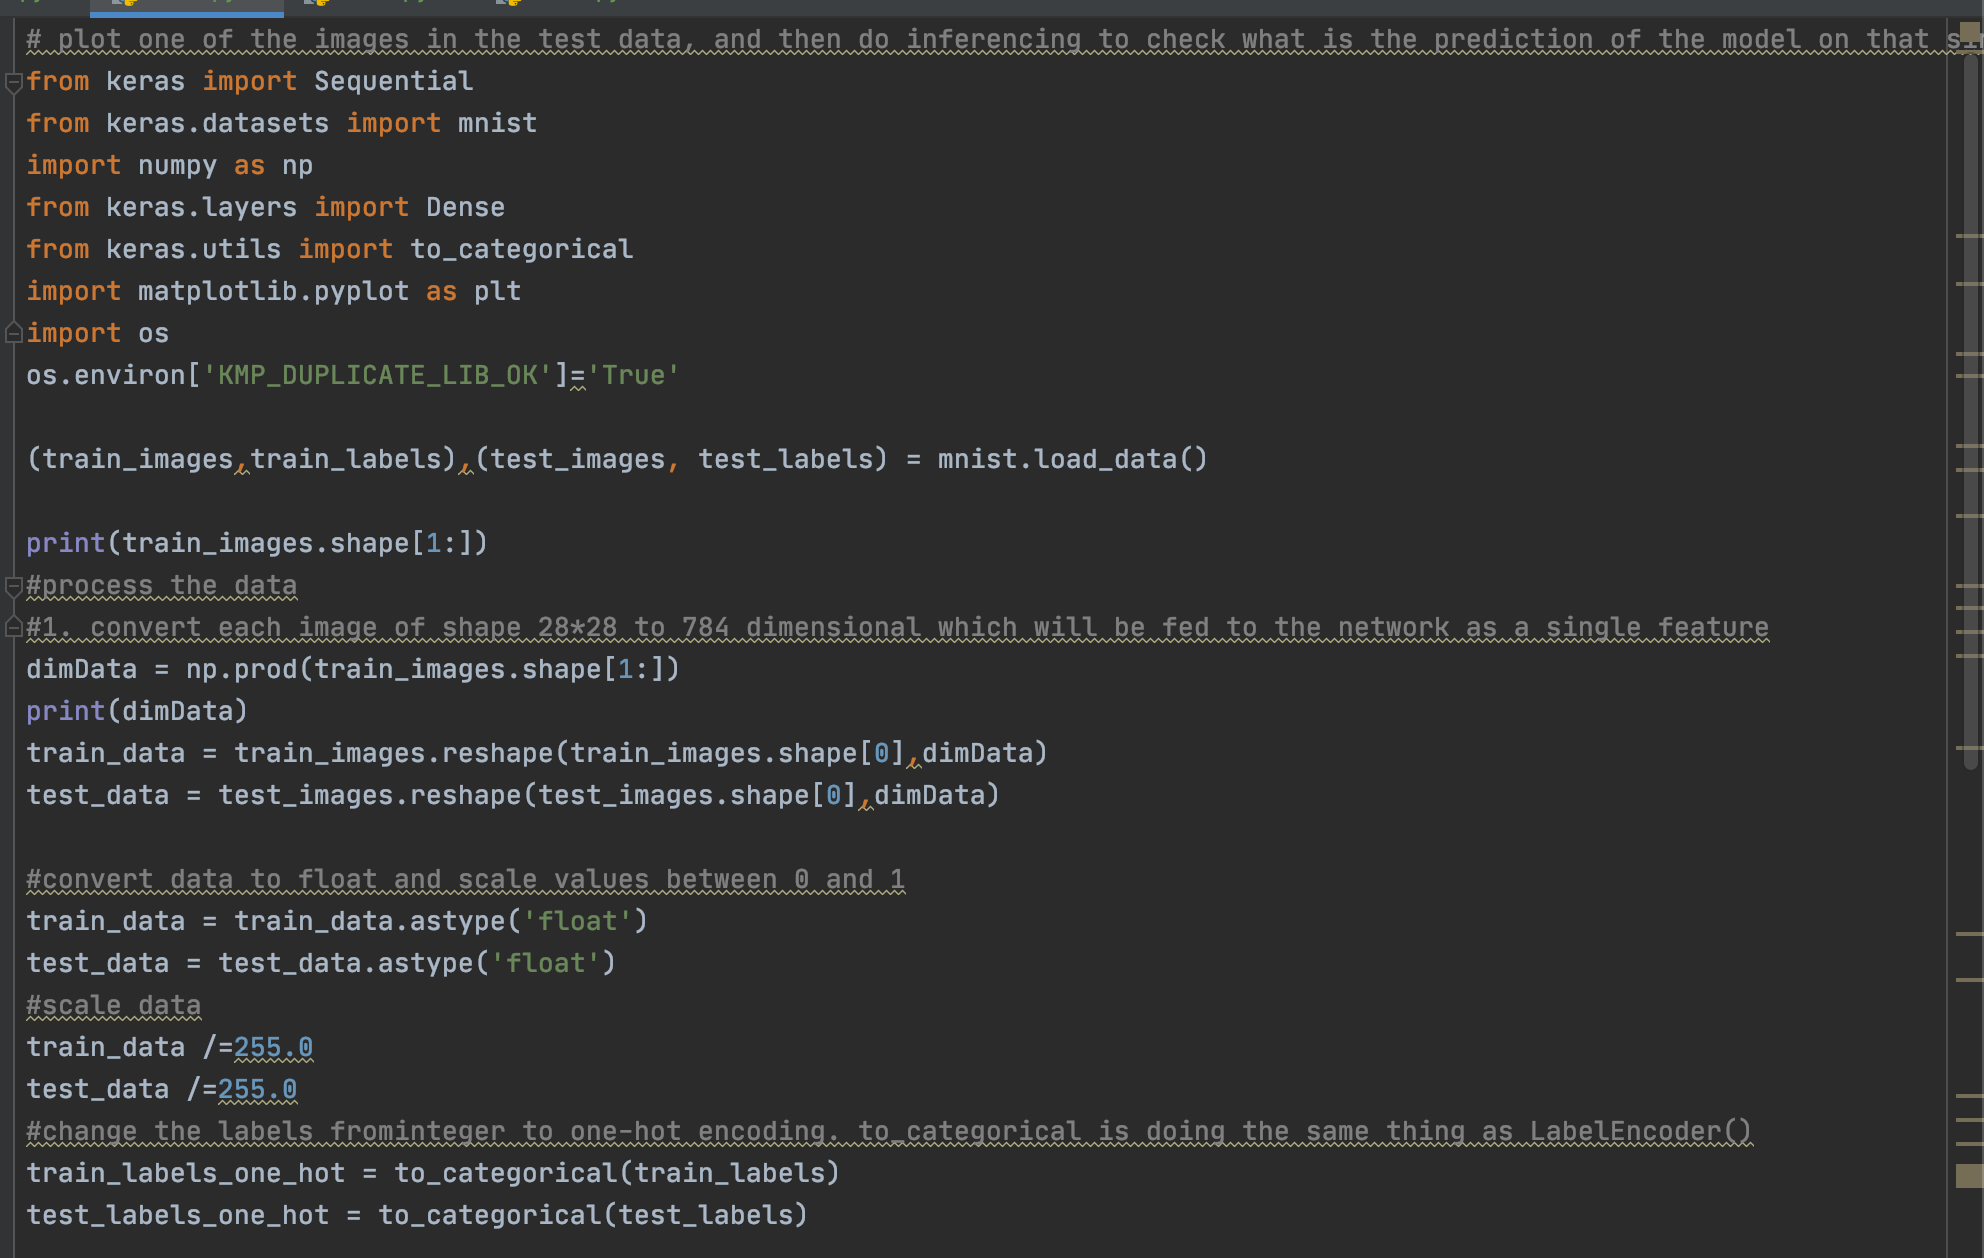 # plot one of the images in the test data, and then do inferencing to check what is the prediction of the model on that
from keras import Sequential
from keras.datasets import mnist
import numpy as np
from keras.layers import Dense
from keras.utils import to_categorical
import matplotlib.pyplot as plt
import os
os.environ['KMP_DUPLICATE_LIB_OK']='True'
(train_images,train_labels),(test_images, test_labels) = mnist.load_data()
print(train_images.shape[1:])
#process the data
#1. convert each image of shape 28*28 to 784 dimensional which will be fed to the network as a single feature
dimData = np.prod(train_images.shape[1:])
print(dimData)
train_data = train_images.reshape(train_images.shape[0],dimData)
test_data = test_images.reshape(test_images.shape[0],dimData)
#convert data to float and scale values between 0 and 1
train_data = train_data.astype('float')
test_data = test_data.astype('float')
#scale data
train_data /=255.0
test_data /=255.0
#change the labels frominteger to one-hot encoding. to_categorical is doing the same thing as LabelEncoder()
train_labels_one_hot = to_categorical(train_labels)
test_labels_one_hot = to_categorical(test_labels)